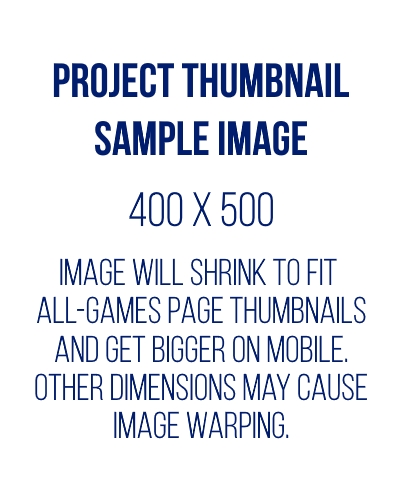 PROJECT THUMBNAIL
SAMPLE IMAGE
400 X 500
IMAGE WILL SHRINK TO FIT
ALL-GAMES PAGE THUMBNAILS
AND GET BIGGER ON MOBILE.
OTHER DIMENSIONS MAY CAUSE
IMAGE WARPING.